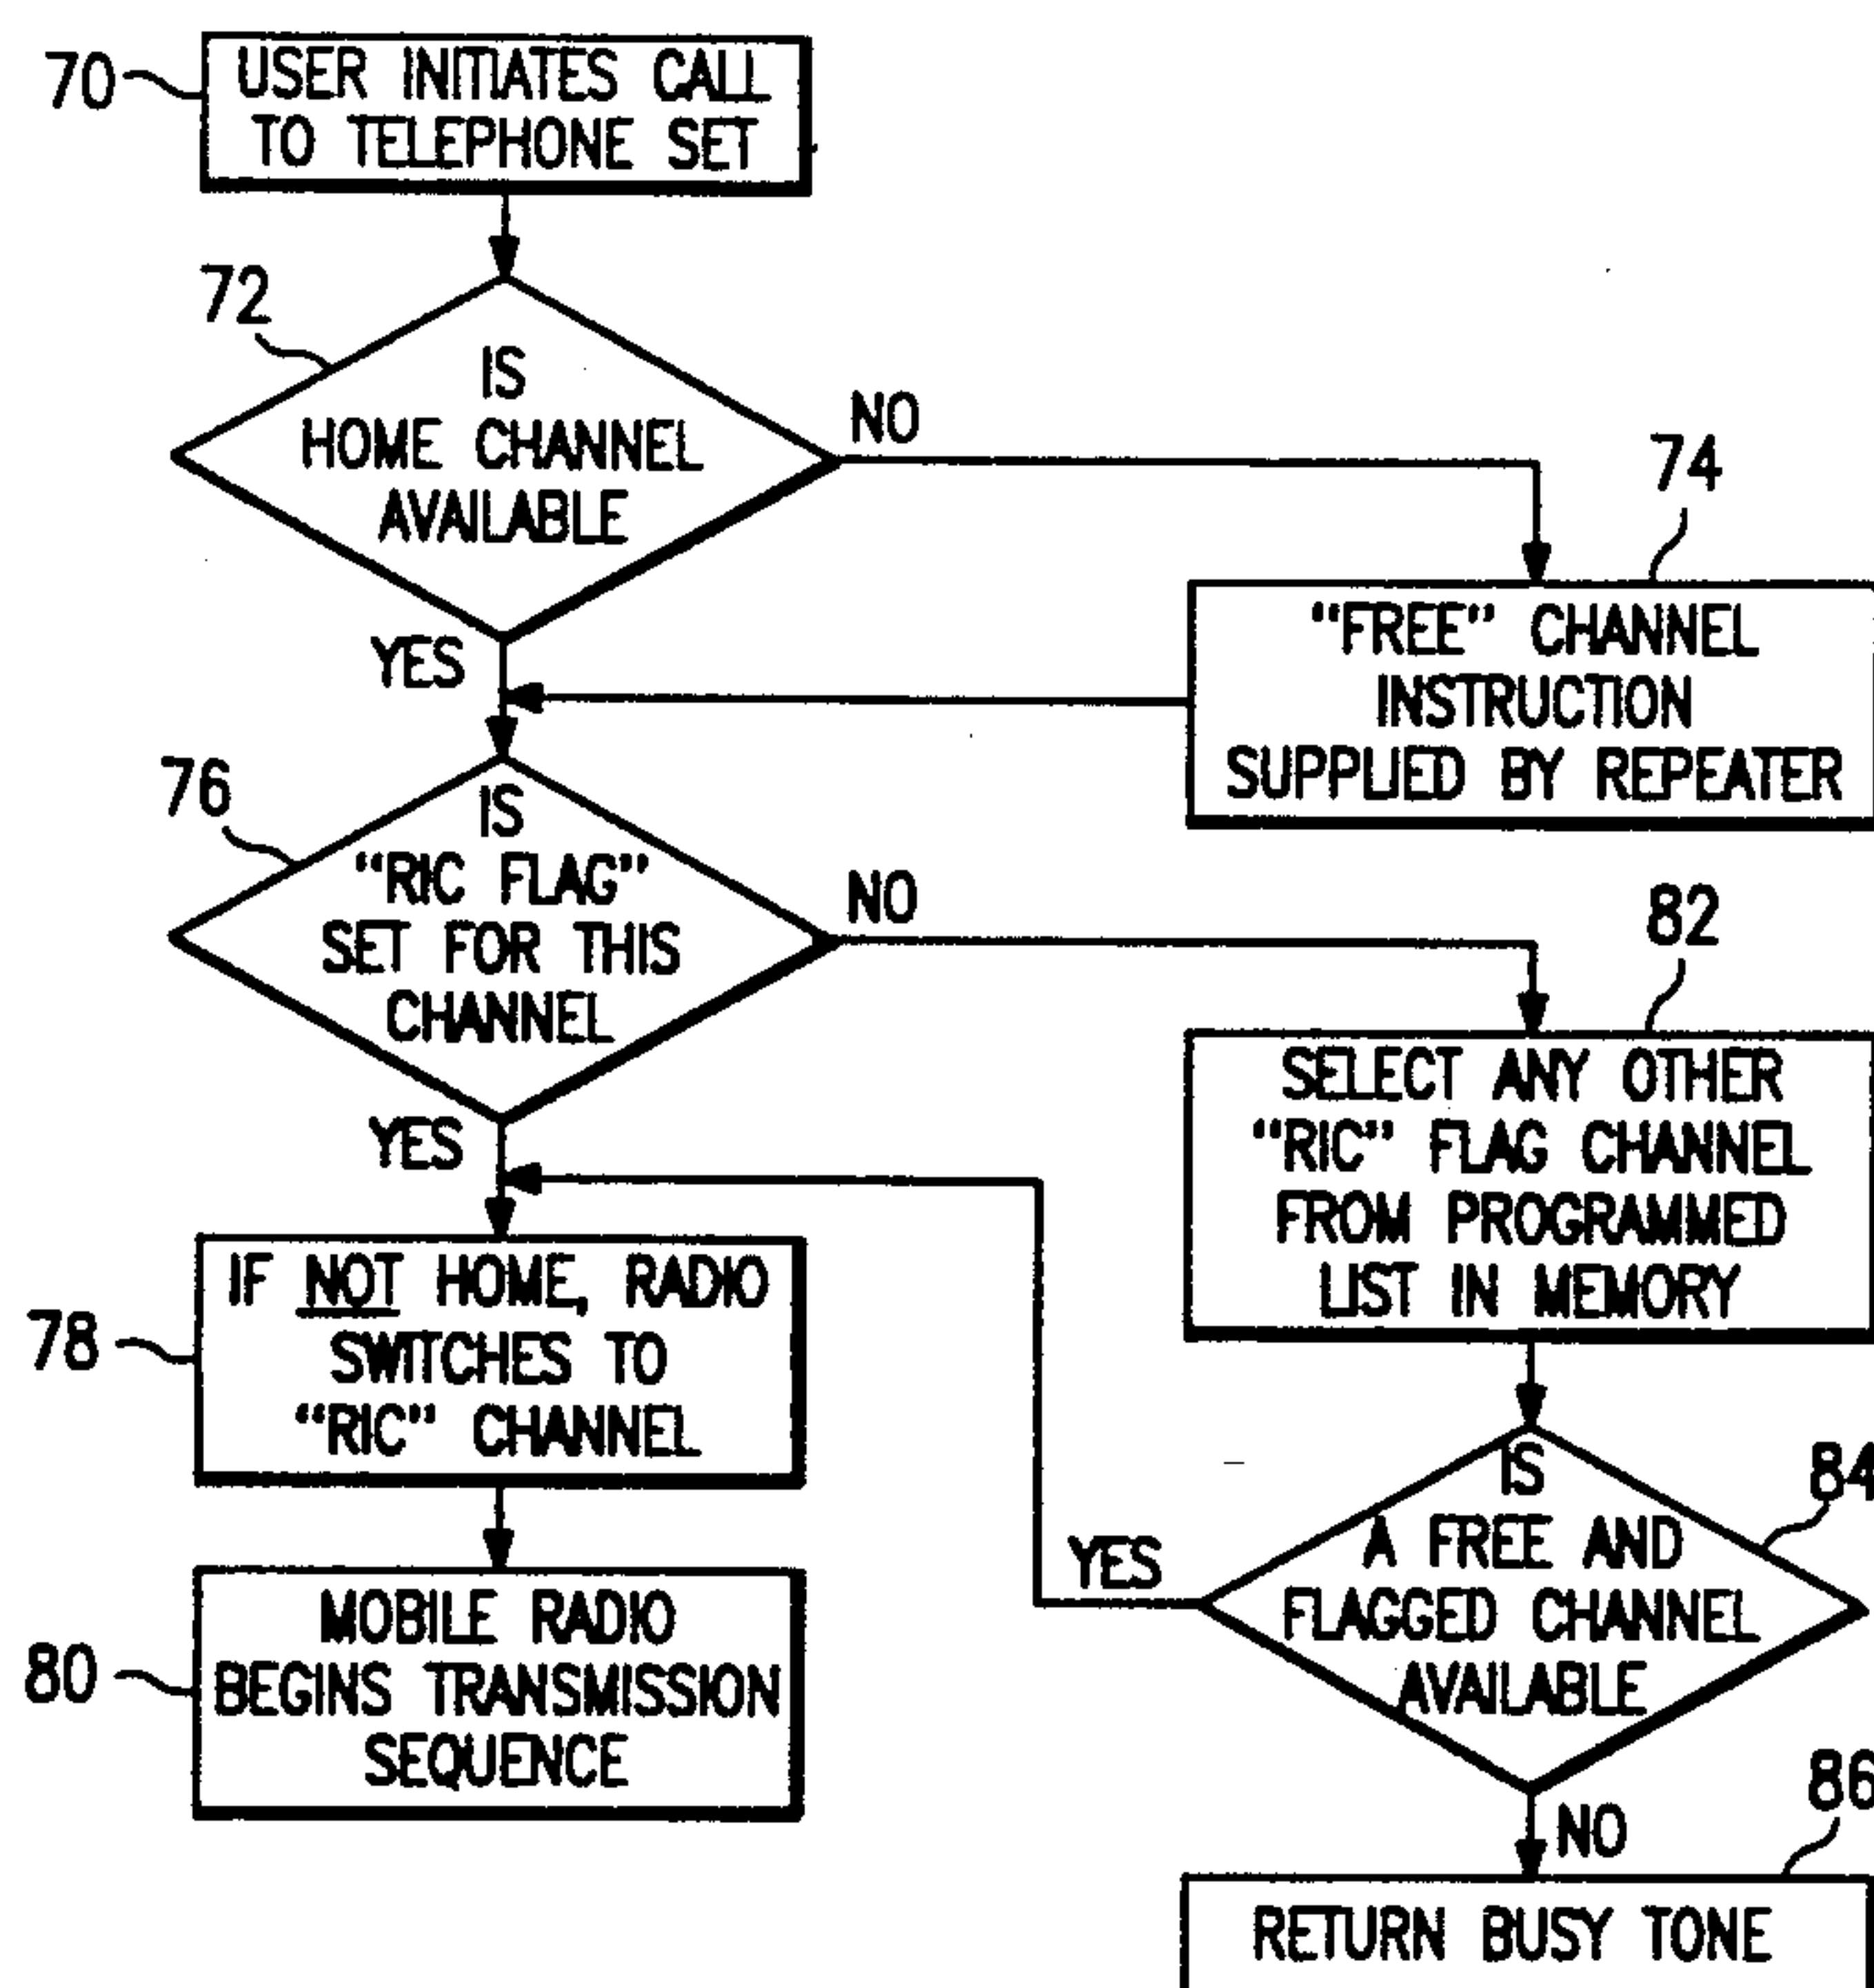 70
USER INITIATES CALL
TO TELEPHONE SET
72
IS
HOME CHANNEL
AVAILABLE
NO
YES
74
"FREE" CHANNEL
INSTRUCTION
SUPPLIED BY REPEATER
76
IS
"RIC FLAG"
SET FOR THIS
CHANNEL
NO
YES
82
SELECT ANY OTHER
"RIC" FLAG CHANNEL
FROM PROGRAMMED
LIST IN MEMORY
78
IF NOT HOME, RADIO
SWITCHES TO
"RIC" CHANNEL
84
IS
A FREE AND
FLAGGED CHANNEL
AVAILABLE
YES
NO
80
MOBILE RADIO
BEGINS TRANSMISSION
SEQUENCE
86
RETURN BUSY TONE